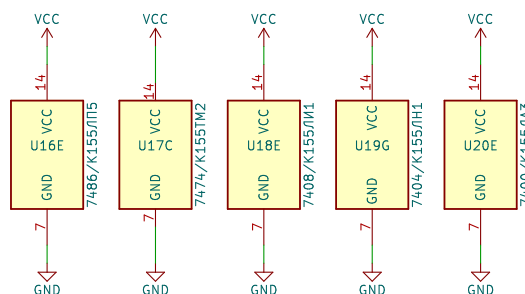 VCC VCC VCC VCC VCC
14 14 14 14 14
VCC VCC VCC VCC VCC
U16E U17C U18E U19G U20E
GND GND GND GND GND
7486/К155ЛП5 7474/К155ТМ2 7408/К155ЛИ1 7404/К155ЛН1
7 7 7 7 7
GND GND GND GND GND